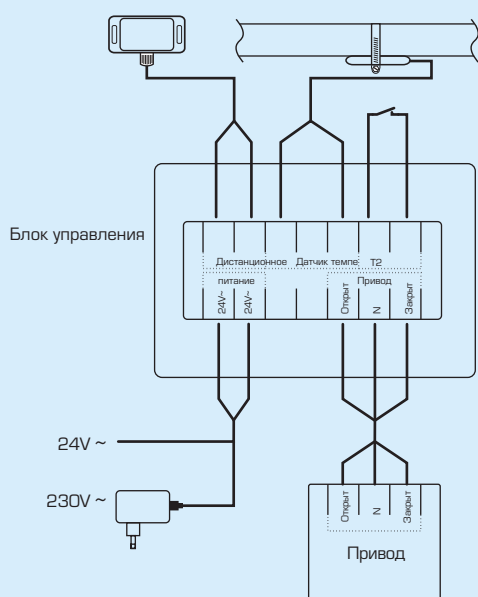 Блок управления
Дистанционное Датчик темпе T2
питание Привод
24V~ 24V~ Открыт N Закрыт
24V ~
230V ~
Открыт N Закрыт
Привод